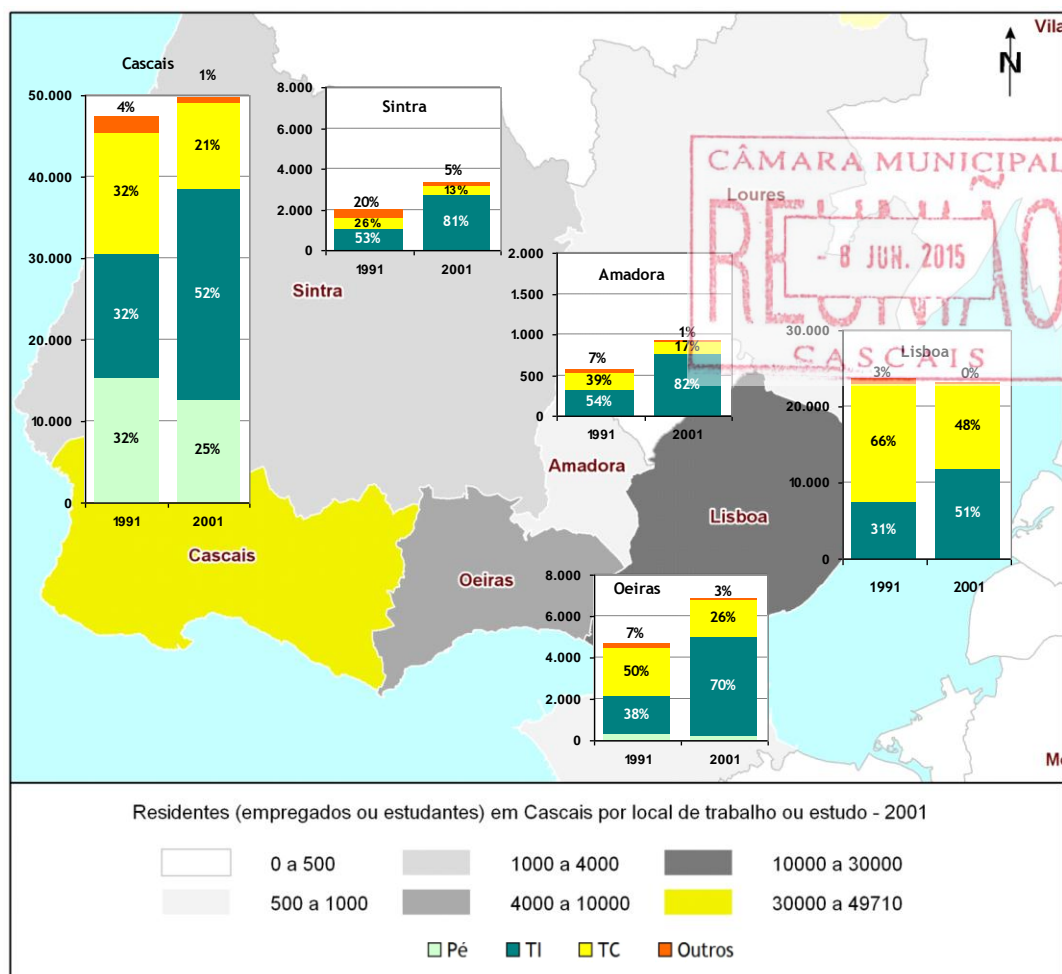 Vila
N
Cascais
50.000
40.000
30.000
20.000
10.000
0
4%
32%
32%
32%
1%
21%
52%
25%
1991
2001
8.000
6.000
4.000
2.000
0
Sintra
20%
26%
53%
5%
13%
81%
1991
2001
Sintra
CÂMARA MUNICIPAL
Loures
REUNIÃO
- 8 JUN. 2015
CASCAIS
2.000
1.500
1.000
500
0
Amadora
7%
39%
54%
1%
17%
82%
1991
2001
Amadora
30.000
20.000
10.000
0
Lisboa
3%
66%
31%
0%
48%
51%
1991
2001
Lisboa
Cascais
Oeiras
8.000
6.000
4.000
2.000
0
Oeiras
7%
50%
38%
3%
26%
70%
1991
2001
Mo
Residentes (empregados ou estudantes) em Cascais por local de trabalho ou estudo - 2001
0 a 500
1000 a 4000
10000 a 30000
500 a 1000
4000 a 10000
30000 a 49710
Pé TI TC Outros